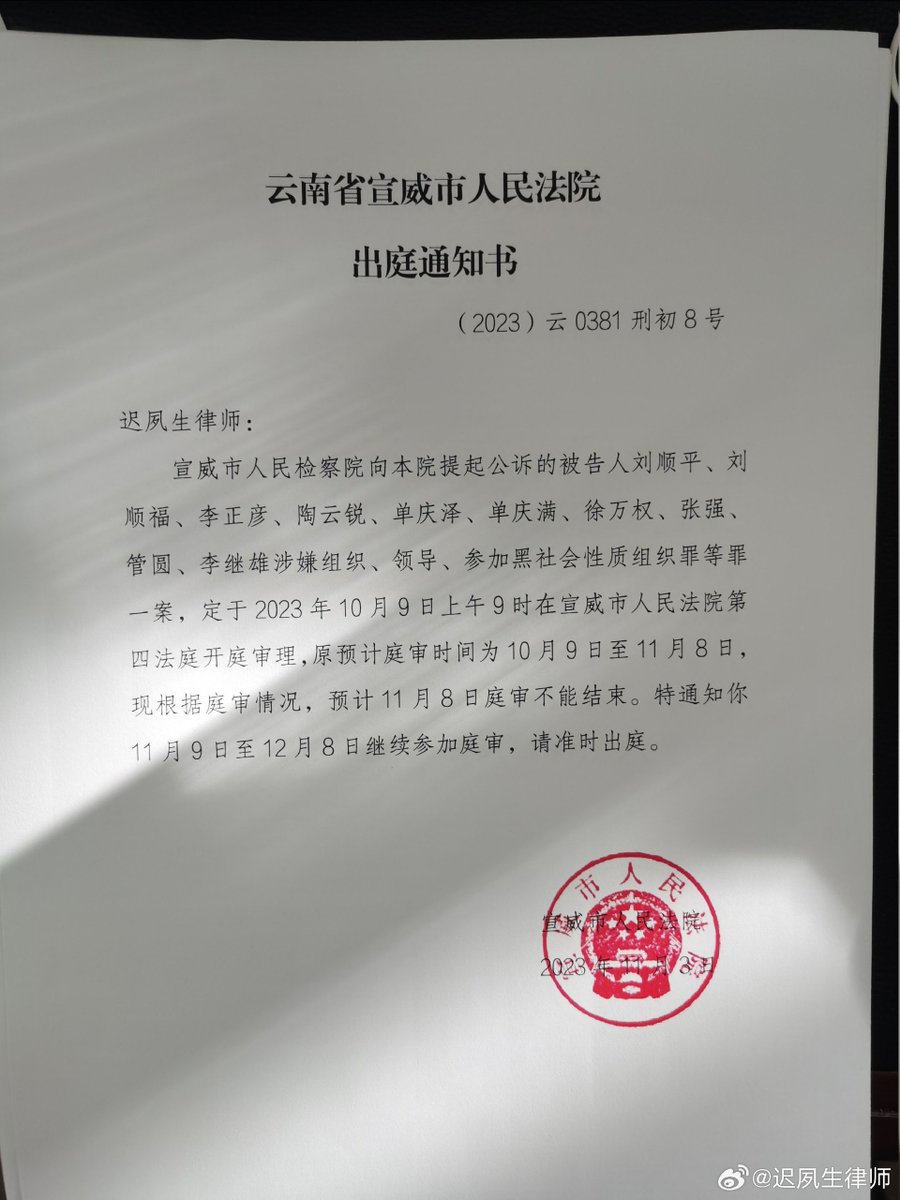 云南省宣威市人民法院
出庭通知书
（2023）云 0381 刑初 8 号
迟夙生律师：
宣威市人民检察院向本院提起公诉的被告人刘顺平、刘
顺福、李正彦、陶云锐、单庆泽、单庆满、徐万权、张强、
管圆、李继雄涉嫌组织、领导、参加黑社会性质组织罪等罪
一案，定于 2023 年 10 月 9 日上午 9 时在宣威市人民法院第
四法庭开庭审理，原预计庭审时间为 10 月 9 日至 11 月 8 日，
现根据庭审情况，预计 11 月 8 日庭审不能结束。特通知你
11 月 9 日至 12 月 8 日继续参加庭审，请准时出庭。
宣威市人民法院
宣威市人民法院
2023 年 11 月 3 日
@迟夙生律师